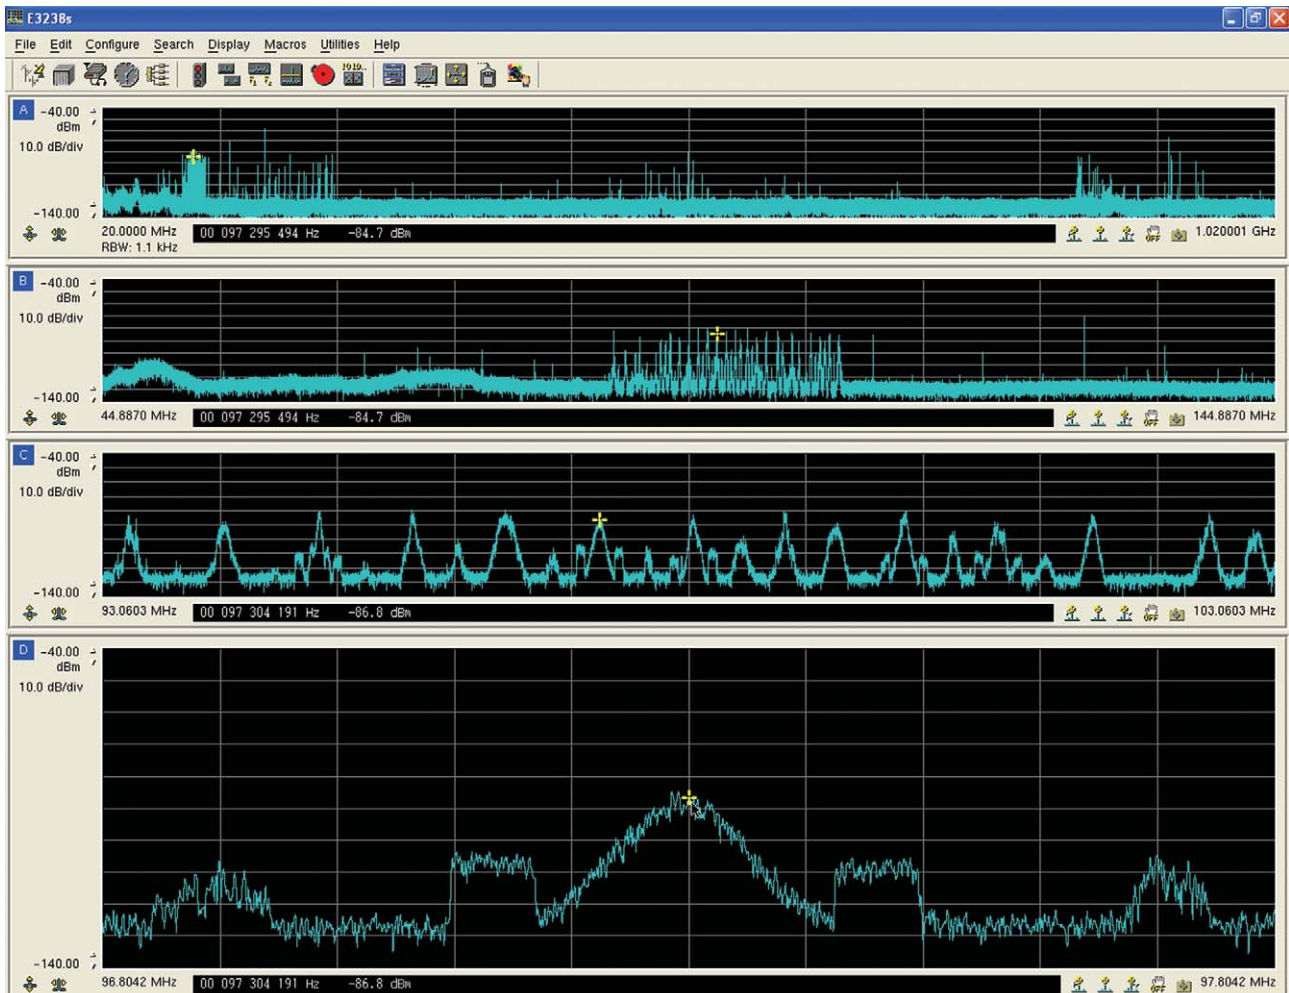 E3238s
File Edit Configure Search Display Macros Utilities Help
A -40.00
dBm
10.0 dB/div
-140.00
20.0000 MHz 00 097 295 494 Hz -84.7 dBm OFF 1.020001 GHz
RBW: 1.1 kHz
B -40.00
dBm
10.0 dB/div
-140.00
44.8870 MHz 00 097 295 494 Hz -84.7 dBm OFF 144.8870 MHz
C -40.00
dBm
10.0 dB/div
-140.00
93.0603 MHz 00 097 304 191 Hz -86.8 dBm OFF 103.0603 MHz
D -40.00
dBm
10.0 dB/div
-140.00
96.8042 MHz 00 097 304 191 Hz -86.8 dBm OFF 97.8042 MHz